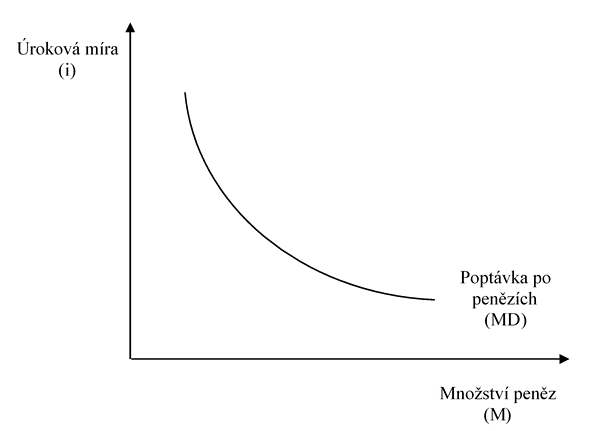 Úroková míra
(i)
Poptávka po
penězích
(MD)
Množství peněz
(M)